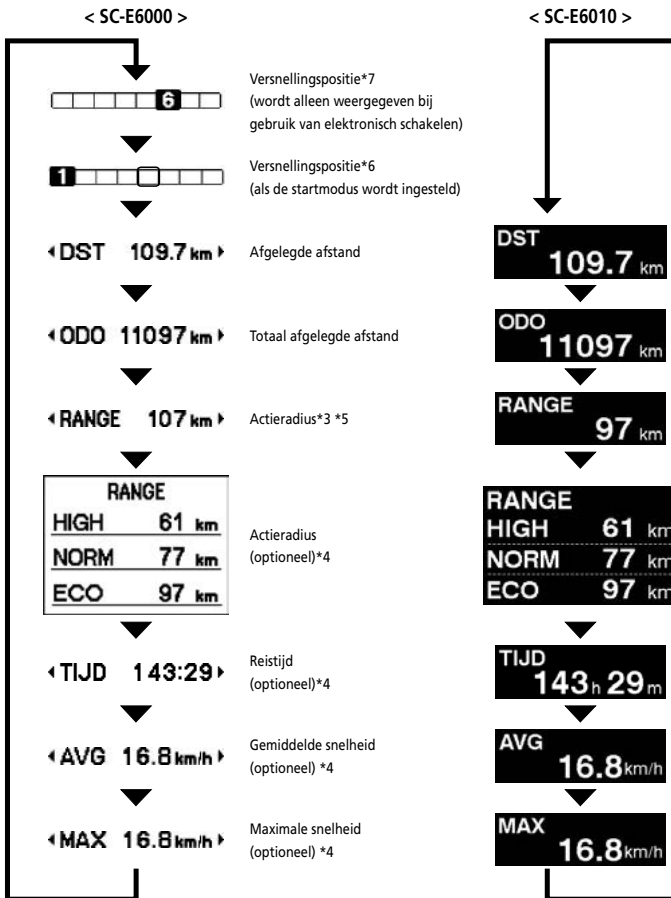 < SC-E6000 >
< SC-E6010 >
6
Versnellingspositie*7
(wordt alleen weergegeven bij
gebruik van elektronisch schakelen)
1
Versnellingspositie*6
(als de startmodus wordt ingesteld)
DST 109.7 km
Afgelegde afstand
DST
109.7 km
ODO 11097 km
Totaal afgelegde afstand
ODO
11097 km
RANGE 107 km
Actieradius*3 *5
RANGE
97 km
RANGE
HIGH 61 km
NORM 77 km
ECO 97 km
Actieradius
(optioneel)*4
RANGE
HIGH 61 km
NORM 77 km
ECO 97 km
TIJD 143:29
Reistijd
(optioneel)*4
TIJD
143 h 29 m
AVG 16.8 km/h
Gemiddelde snelheid
(optioneel) *4
AVG
16.8 km/h
MAX 16.8 km/h
Maximale snelheid
(optioneel) *4
MAX
16.8 km/h